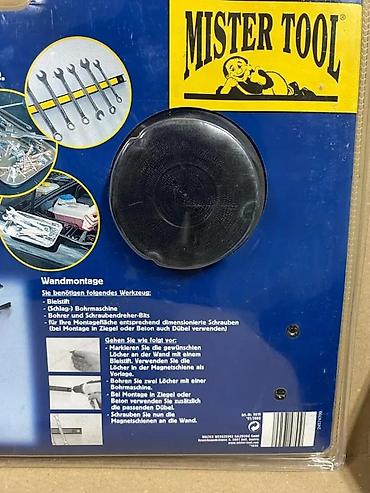 MISTER TOOL
Wandmontage
Sie benötigen folgendes Werkzeug:
- Bleistift
- (Schlag-) Bohrmaschine
- Bohrer und Schraubendreher-Bits
- für Ihre Montagefläche entsprechend dimensionierte Schrauben
(bei Montage in Ziegel oder Beton auch Dübel verwenden)
Gehen Sie wie folgt vor:
- Markieren Sie die gewünschten
Löcher an der Wand mit einem
Bleistift. Verwenden Sie die
Löcher in der Magnetschiene als
Vorlage.
- Bohren Sie zwei Löcher mit einer
Bohrmaschine.
- Bei Montage in Ziegel oder
Beton verwenden Sie zusätzlich
die passenden Dübel.
- Schrauben Sie nun die
Magnetschienen an die Wand.